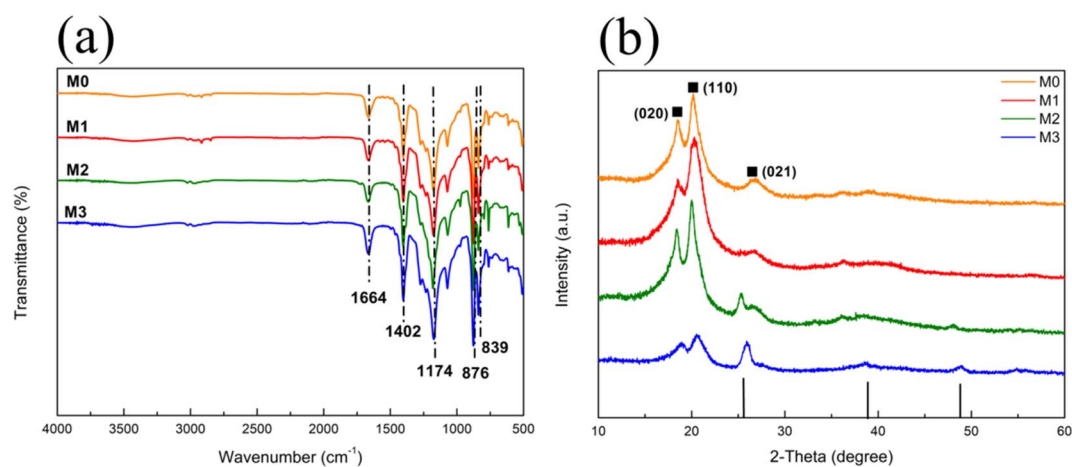 (a)
M0
M1
M2
M3
1664
1402
1174
876
839
4000 3500 3000 2500 2000 1500 1000 500
Wavenumber (cm-1)
Transmittance (%)
(b)
M0
M1
M2
M3
(020)
(110)
(021)
10 20 30 40 50 60
2-Theta (degree)
Intensity (a.u.)